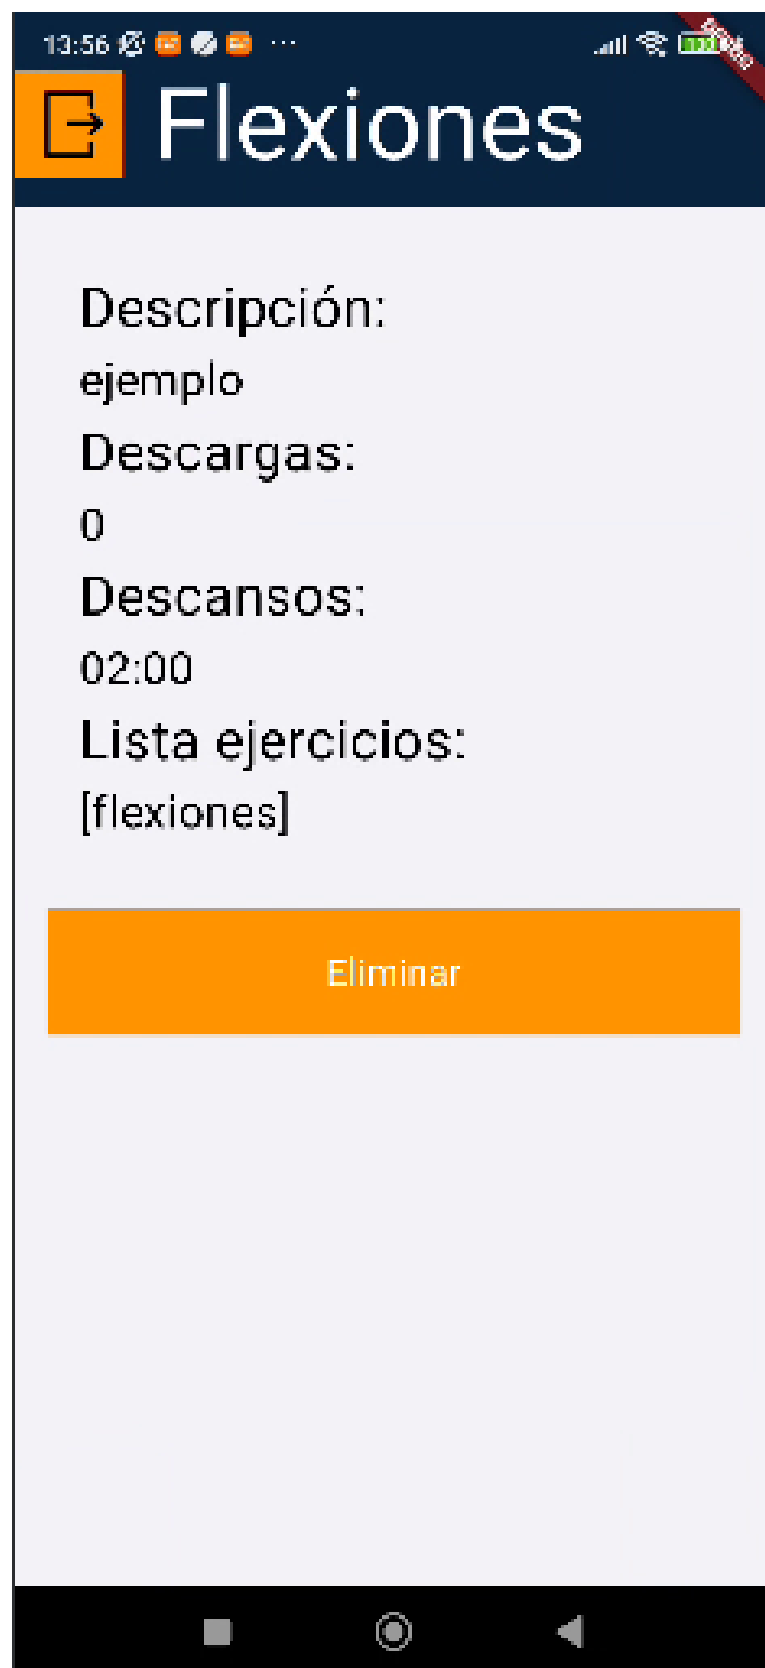 13:56
Flexiones
Descripción:
ejemplo
Descargas:
0
Descansos:
02:00
Lista ejercicios:
[flexiones]
Eliminar